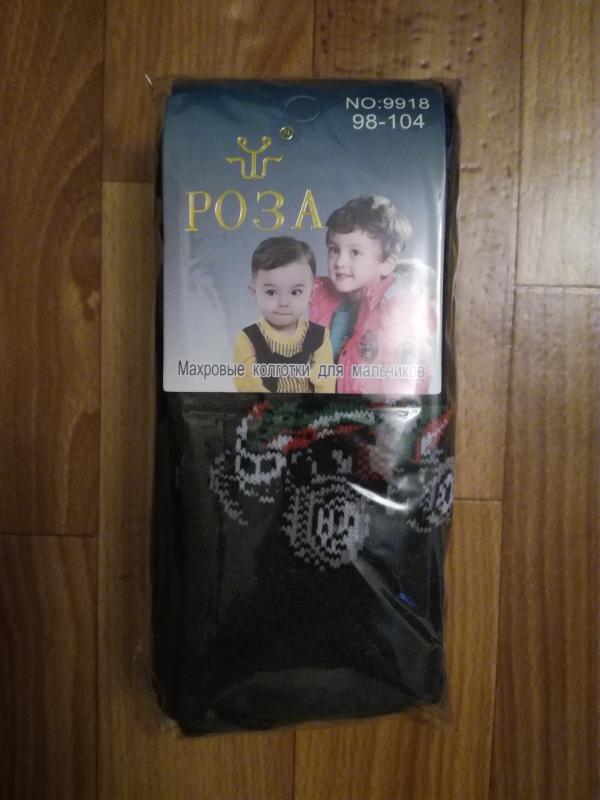 NO:9918
98-104
®
РОЗА
Махровые колготки для мальчиков